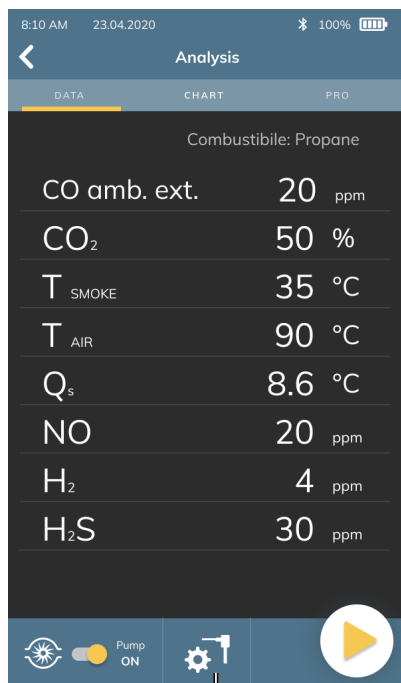 8:10 AM 23.04.2020 100%
Analysis
DATA CHART PRO
Combustibile: Propane
CO amb. ext. 20 ppm
CO₂ 50 %
T SMOKE 35 °C
T AIR 90 °C
Qs 8.6 °C
NO 20 ppm
H₂ 4 ppm
H₂S 30 ppm
Pump
ON